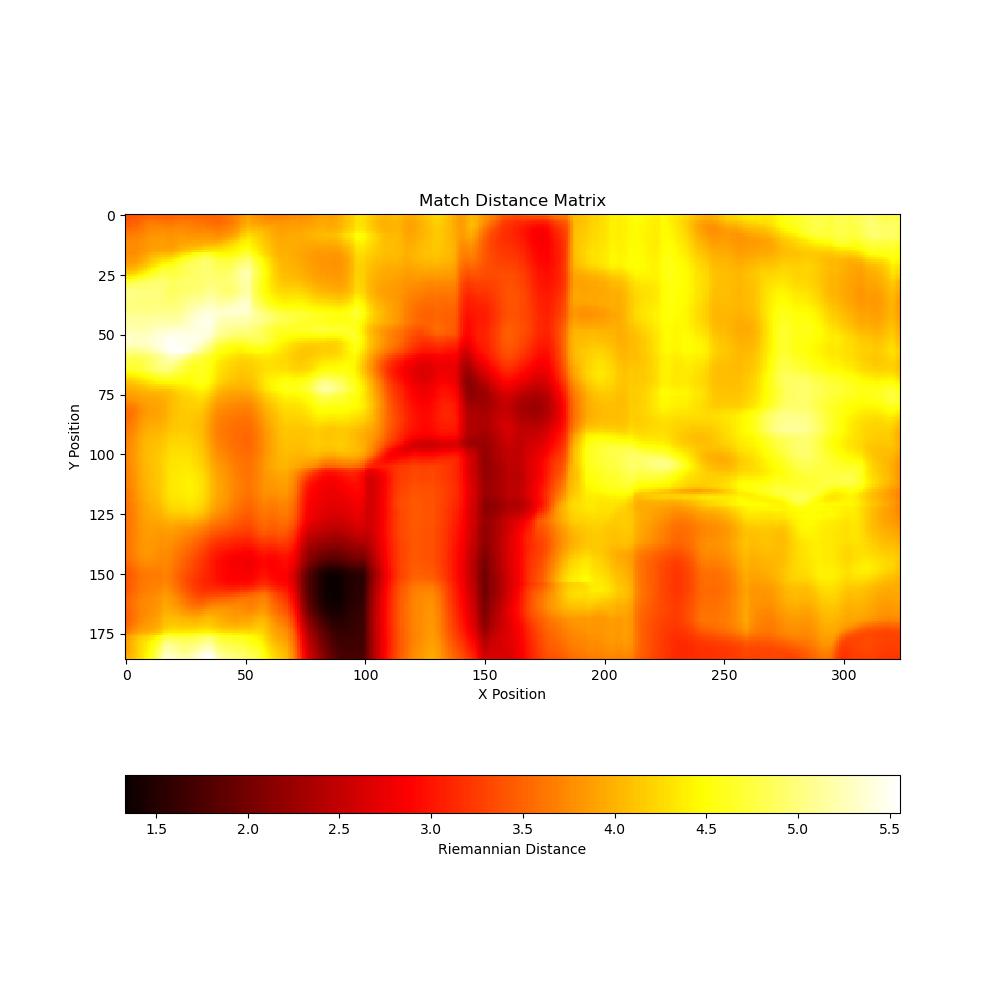 Match Distance Matrix
0
25
50
75
100
125
150
175
Y Position
0 50 100 150 200 250 300
X Position
1.5 2.0 2.5 3.0 3.5 4.0 4.5 5.0 5.5
Riemannian Distance